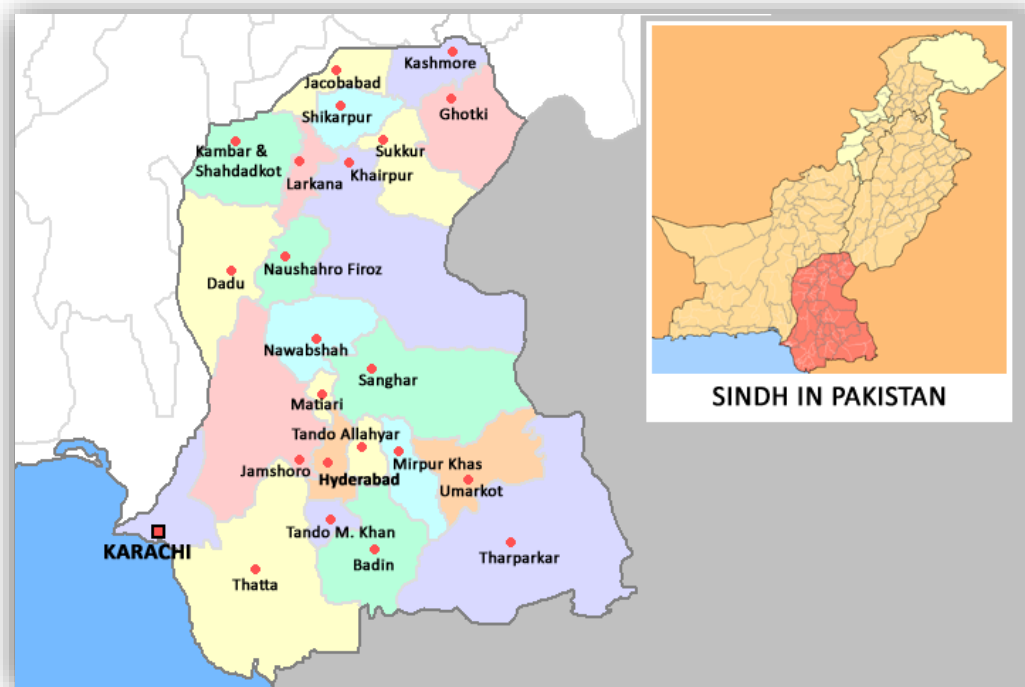 Kashmore
Jacobabad
Shikarpur
Ghotki
Sukkur
Kambar &
Shahdadkot
Larkana
Khairpur
Naushahro Firoz
Dadu
Nawabshah
Sanghar
Matiari
Tando Allahyar
Jamshoro
Hyderabad
Mirpur Khas
Umarkot
Tando M. Khan
KARACHI
Badin
Tharparkar
Thatta
SINDH IN PAKISTAN